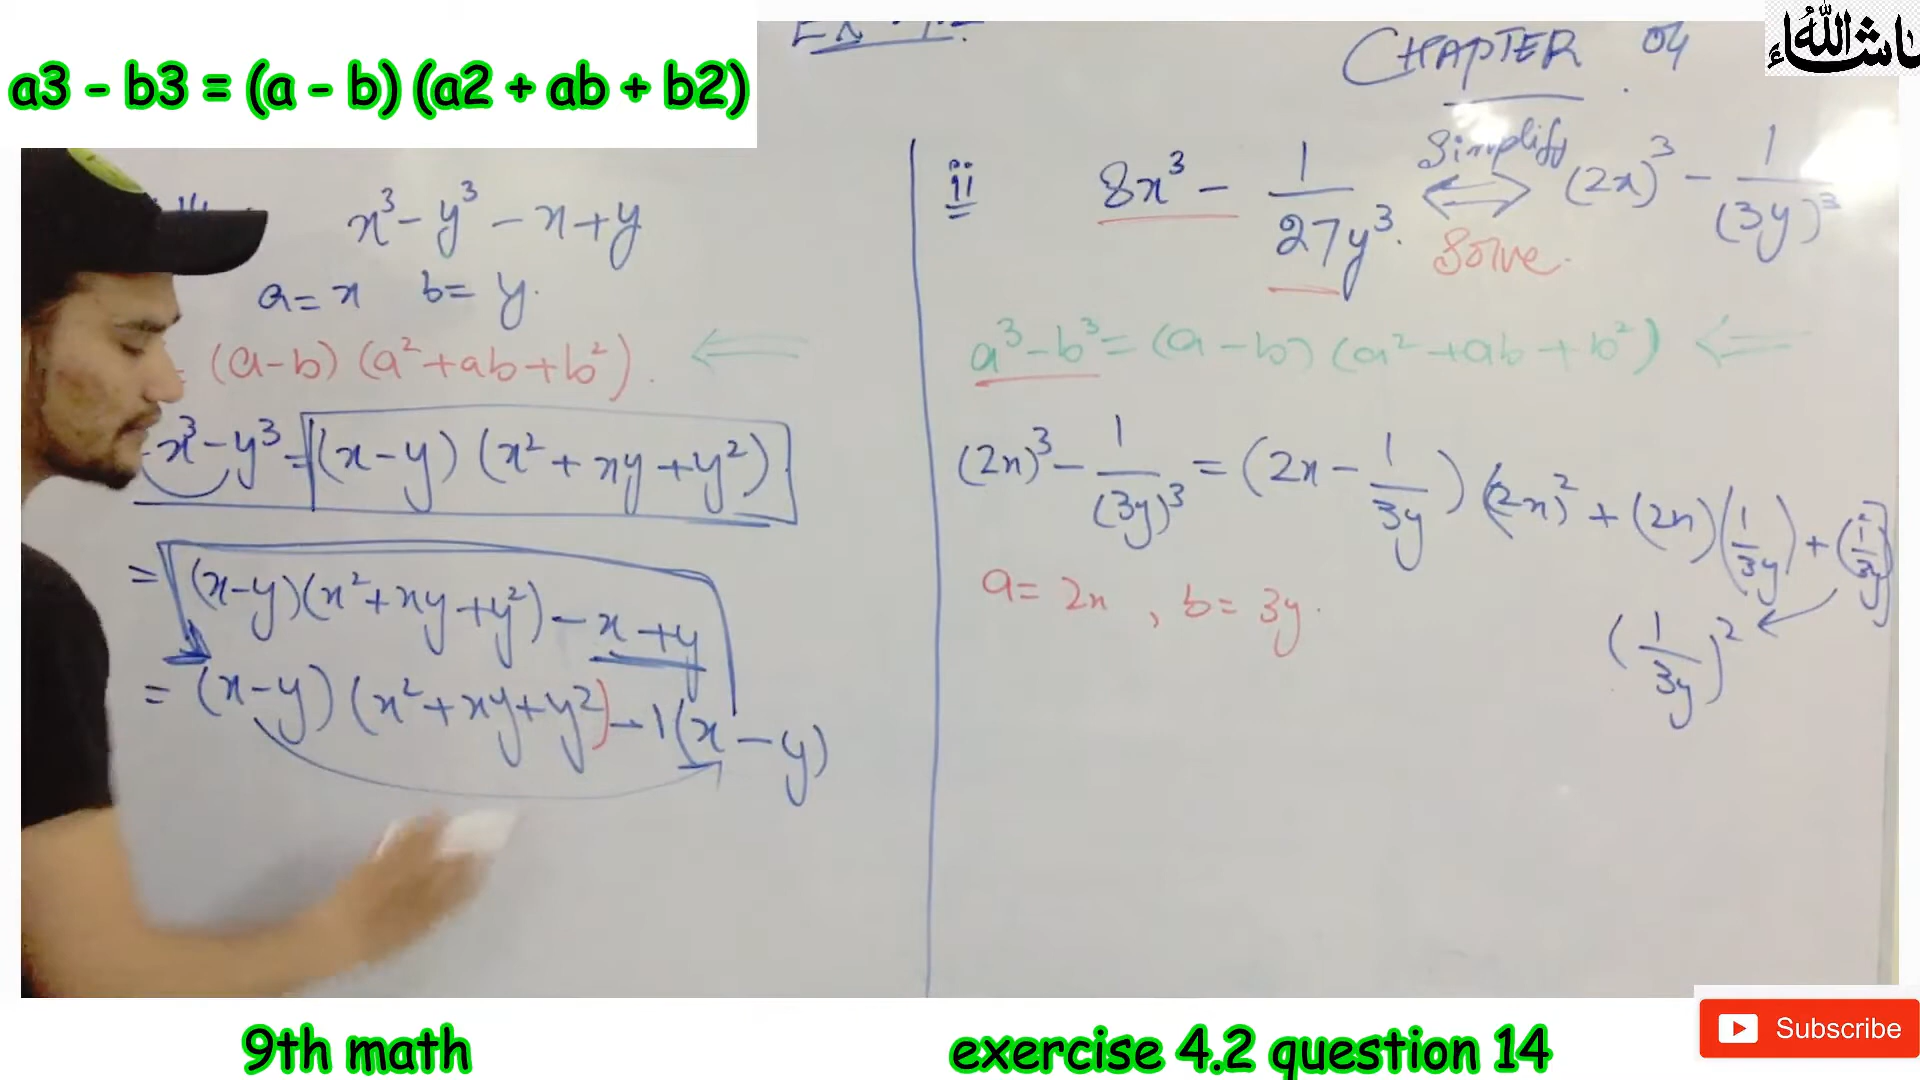 a3 - b3 = (a - b) (a2 + ab + b2)
CHAPTER 04
x³ - y³ - x + y
a = x b = y.
(a-b) (a² + ab + b²).
x³ - y³ = (x-y) (x² + xy + y²)
= (x-y)(x² + xy + y²) - x + y
= (x-y) (x² + xy + y²) - 1(x - y)
ii 8x³ - 1/27y³. Simplify ⟺ Solve. (2x)³ - 1/(3y)³
a³ - b³ = (a - b) (a² + ab + b²) ⟸
(2x)³ - 1/(3y)³ = (2x - 1/3y) (2x)² + (2x)(1/3y) + (1/3y)²
a = 2x , b = 3y.
(1/3y)²
9th math
exercise 4.2 question 14
Subscribe